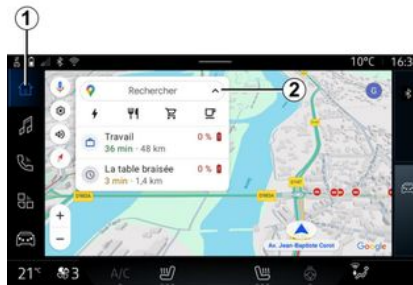 1
10°C 16:3
2
Rechercher
G
Travail
0 %
36 min · 48 km
La table braisée
0 %
3 min · 1,4 km
Av. Jean-Baptiste Corot
Google
+
−
21° 3 A/C